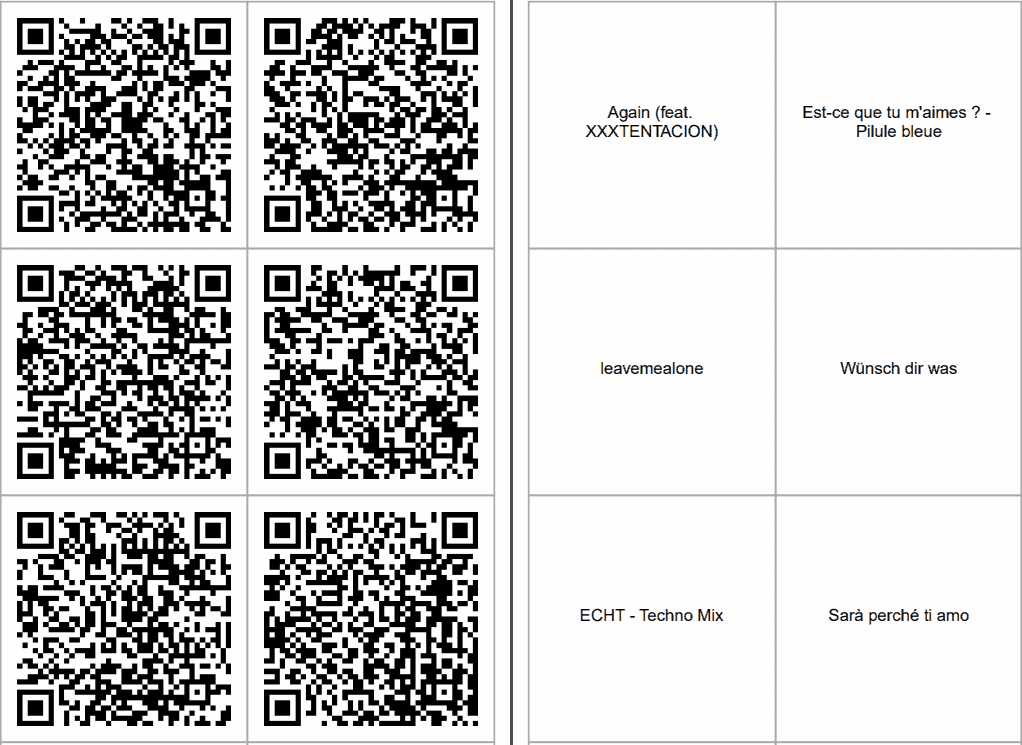 Again (feat.
XXXTENTACION)
Est-ce que tu m'aimes ? -
Pilule bleue
leavemealone
Wünsch dir was
ECHT - Techno Mix
Sarà perché ti amo